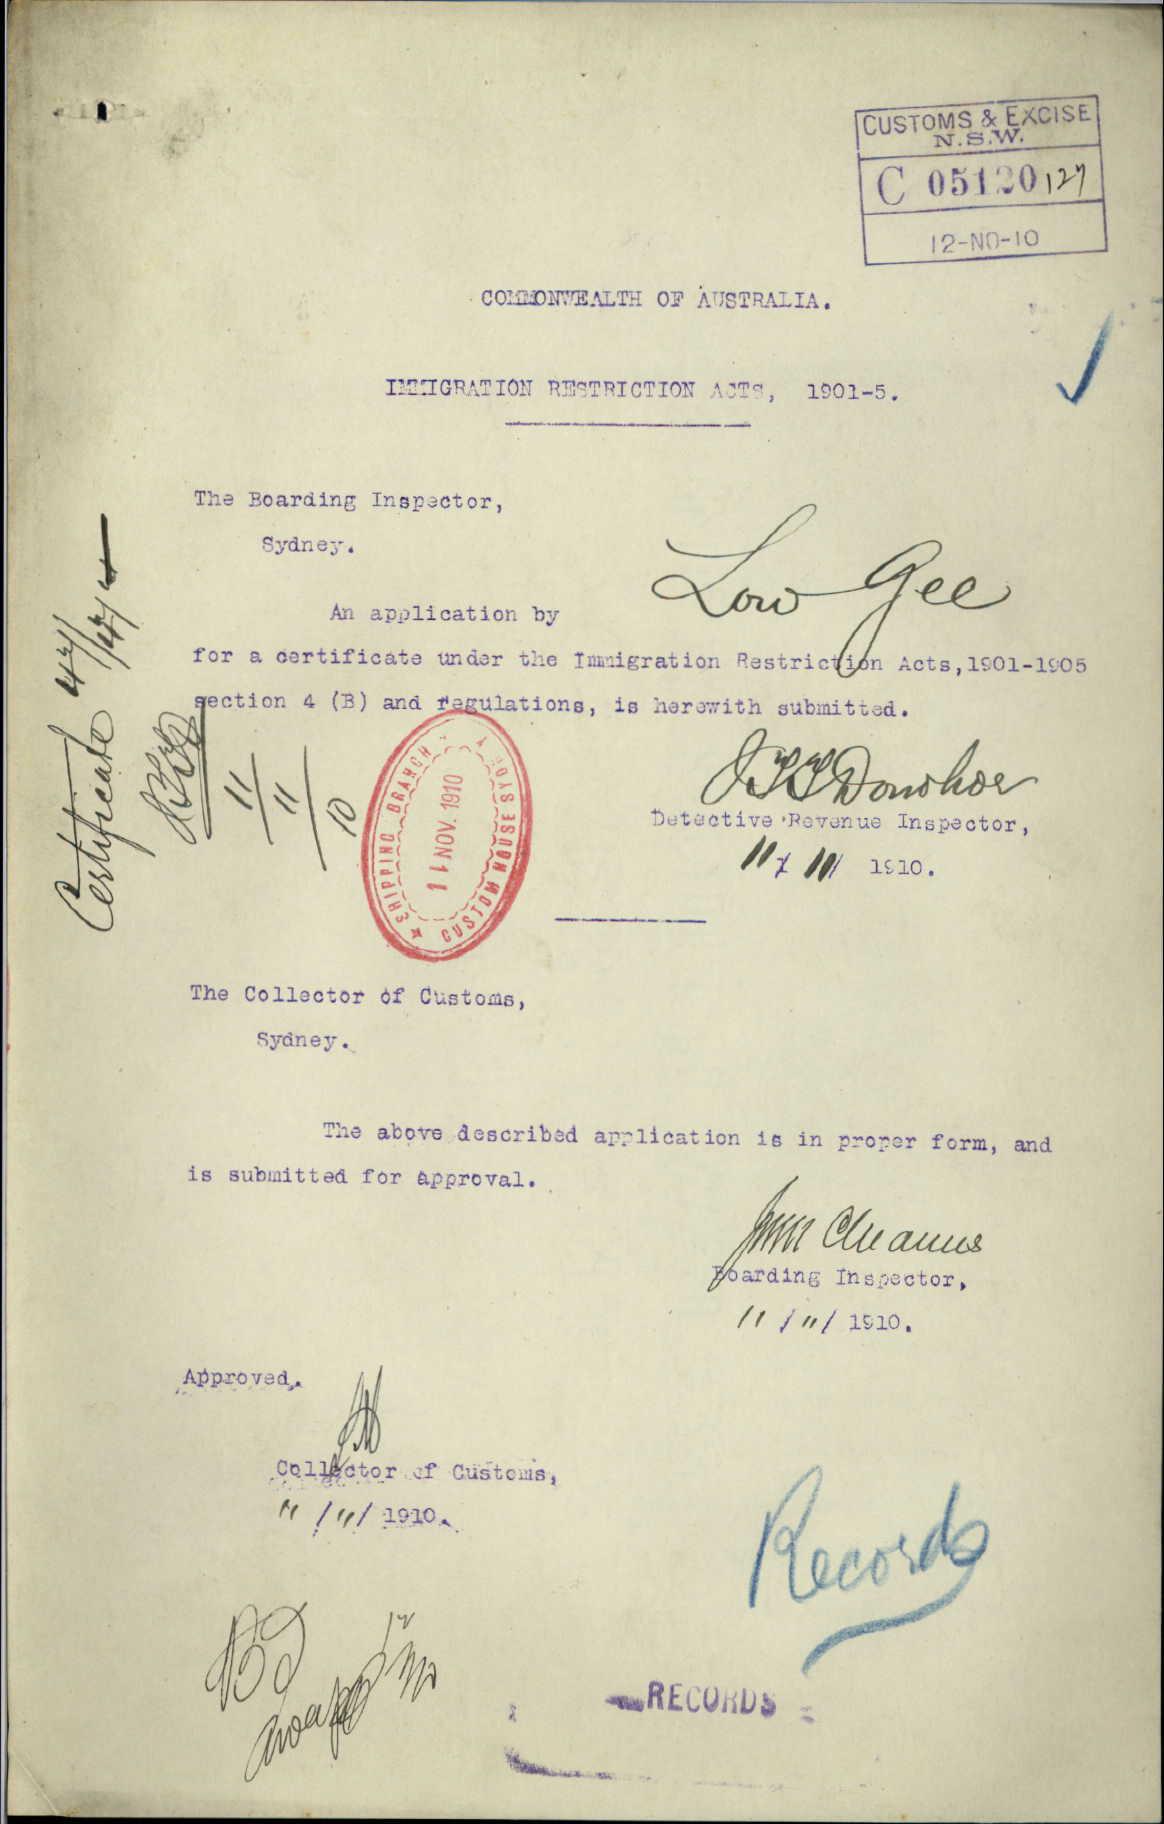 CUSTOMS & EXCISE
N.S.W.
C 05120 127
12-NO-10
COMMONWEALTH OF AUSTRALIA.
IMMIGRATION RESTRICTION ACTS, 1901-5.
The Boarding Inspector,
Sydney.
An application by Low Gee
for a certificate under the Immigration Restriction Acts,1901-1905
section 4 (B) and regulations, is herewith submitted.
Donohoe
Detective Revenue Inspector,
11/11/ 1910.
Certificate
11/11/10
SHIPPING BRANCH
11 NOV. 1910
CUSTOM HOUSE SYDNEY
The Collector of Customs,
Sydney.
The above described application is in proper form, and
is submitted for approval.
Boarding Inspector,
11/11/ 1910.
Approved.
Collector of Customs,
11/11/ 1910.
Records
RECORDS